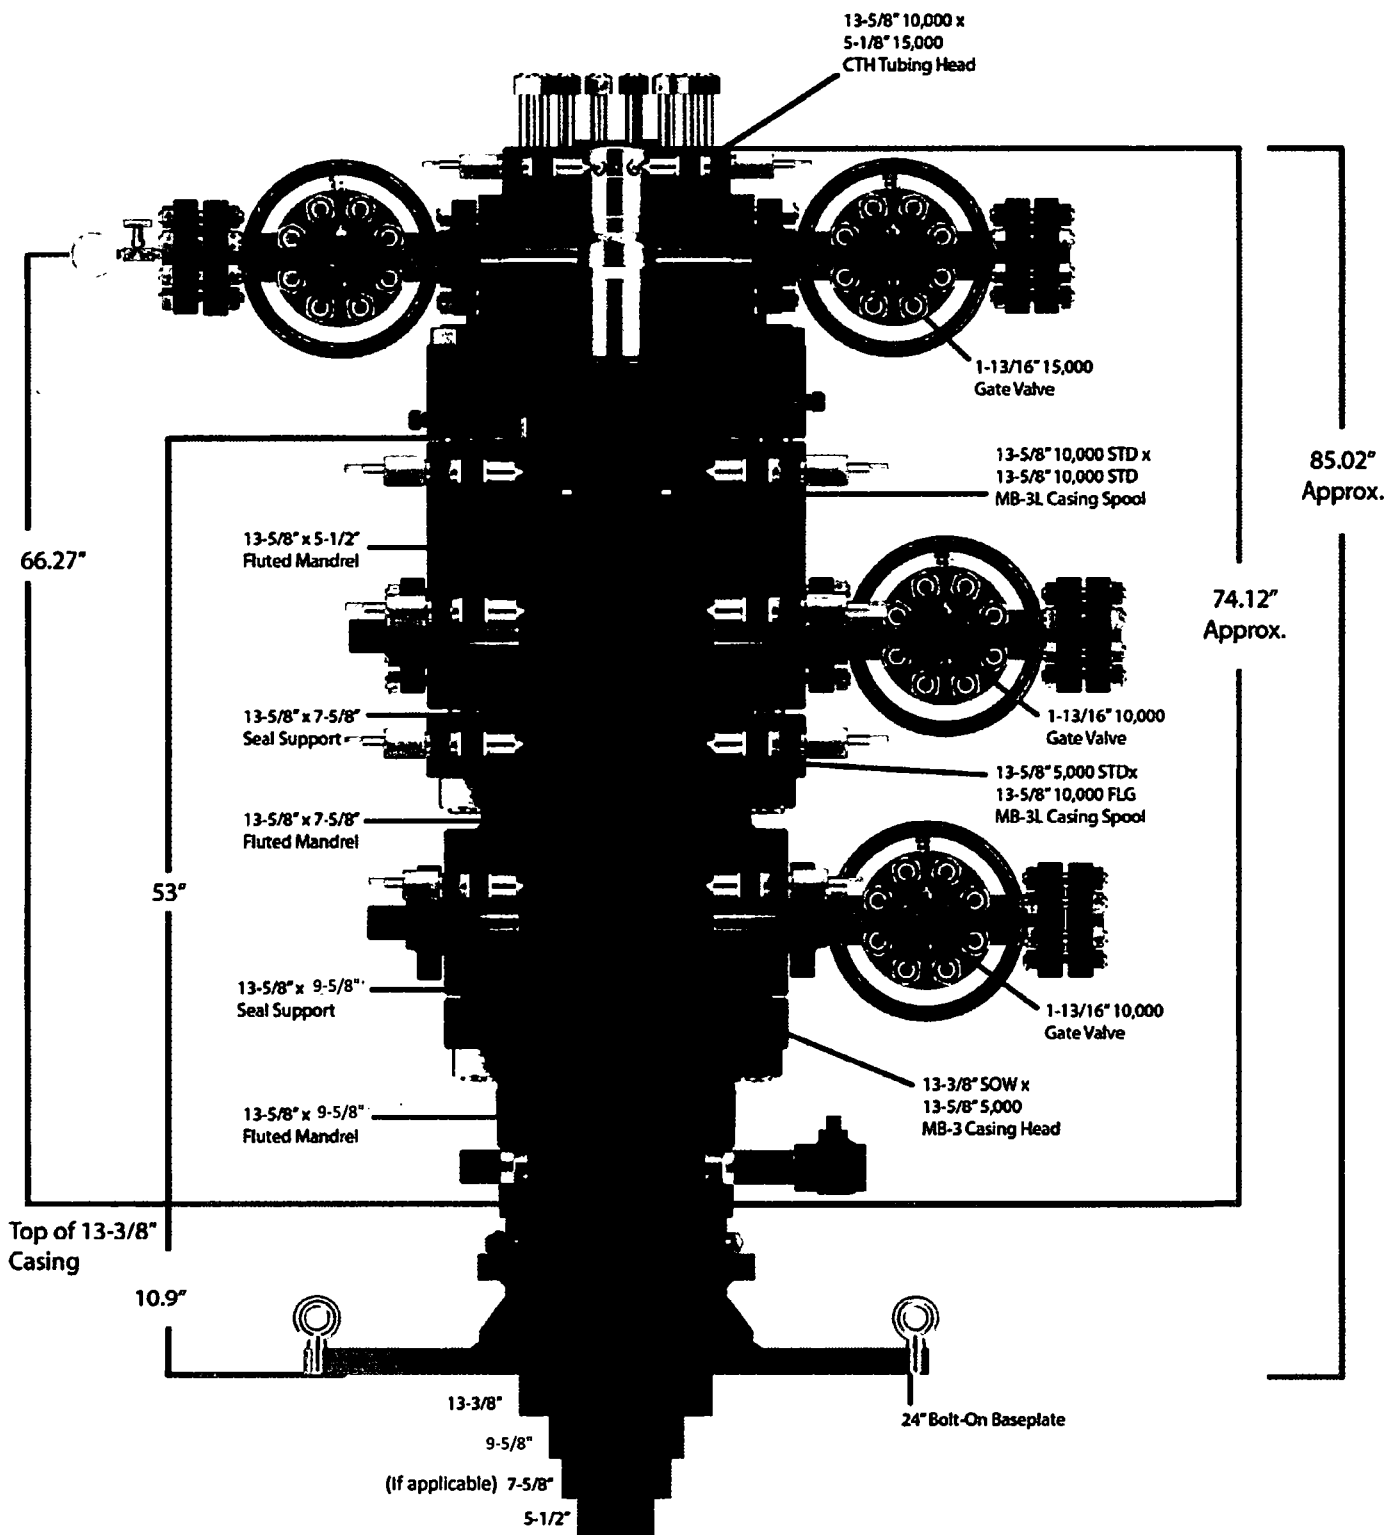 13-5/8" 10,000 x
5-1/8" 15,000
CTH Tubing Head
1-13/16" 15,000
Gate Valve
13-5/8" 10,000 STD x
13-5/8" 10,000 STD
MB-3L Casing Spool
85.02"
Approx.
13-5/8" x 5-1/2"
Fluted Mandrel
66.27"
74.12"
Approx.
13-5/8" x 7-5/8"
Seal Support
1-13/16" 10,000
Gate Valve
13-5/8" 5,000 STDx
13-5/8" 10,000 FLG
MB-3L Casing Spool
13-5/8" x 7-5/8"
Fluted Mandrel
53"
13-5/8" x 9-5/8"
Seal Support
1-13/16" 10,000
Gate Valve
13-3/8" SOW x
13-5/8" 5,000
MB-3 Casing Head
13-5/8" x 9-5/8"
Fluted Mandrel
Top of 13-3/8"
Casing
10.9"
13-3/8"
24" Bolt-On Baseplate
9-5/8"
(If applicable) 7-5/8"
5-1/2"